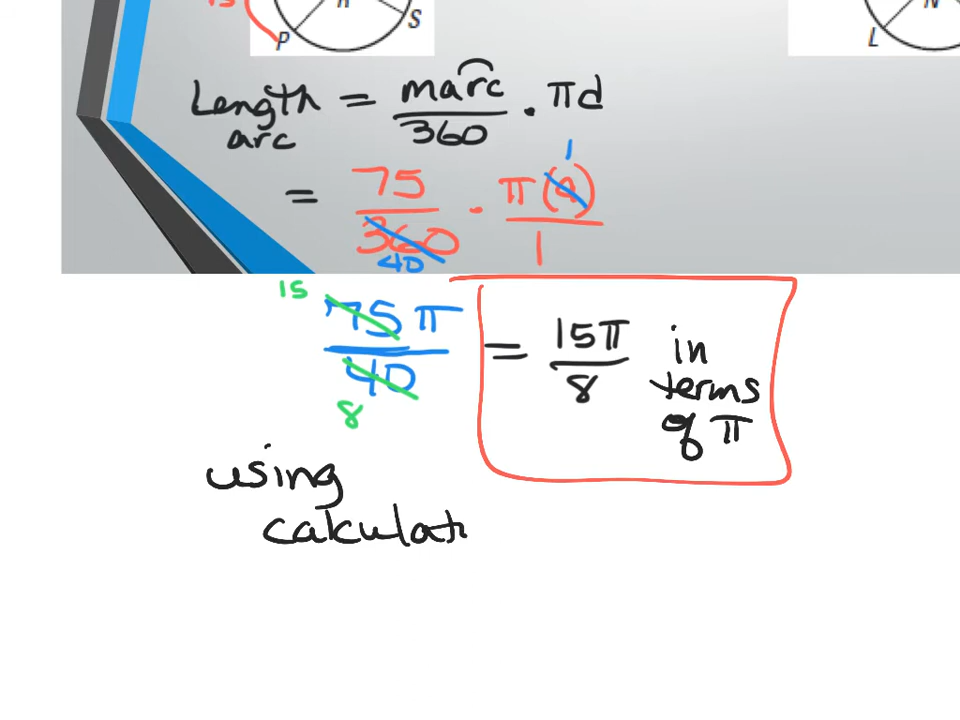 P S L
Length arc = marc / 360 · πd
= 75 / 360 · π(9) / 1
1
40
15
75π / 40 = 15π / 8 in terms of π
8
using
calculat